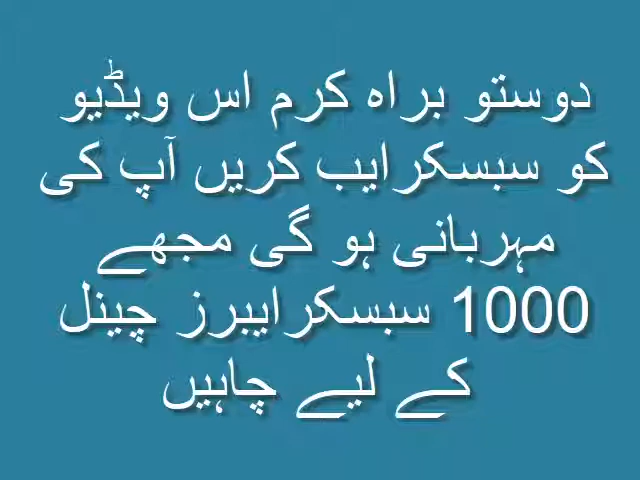 دوستو براہ کرم اس ویڈیو
کو سبسکرایب کریں آپ کی
مہربانی ہو گی مجھے
1000 سبسکرایبرز چینل
کے لیے چاہیں